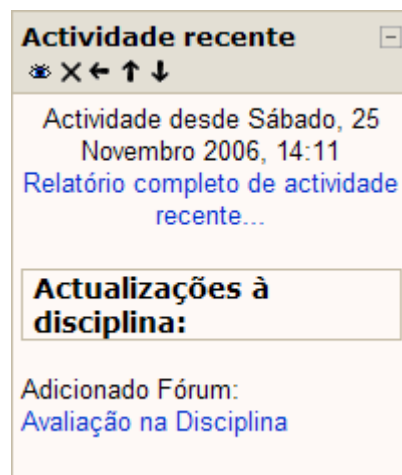 Actividade recente
Actividade desde Sábado, 25
Novembro 2006, 14:11
Relatório completo de actividade
recente...
Actualizações à
disciplina:
Adicionado Fórum:
Avaliação na Disciplina